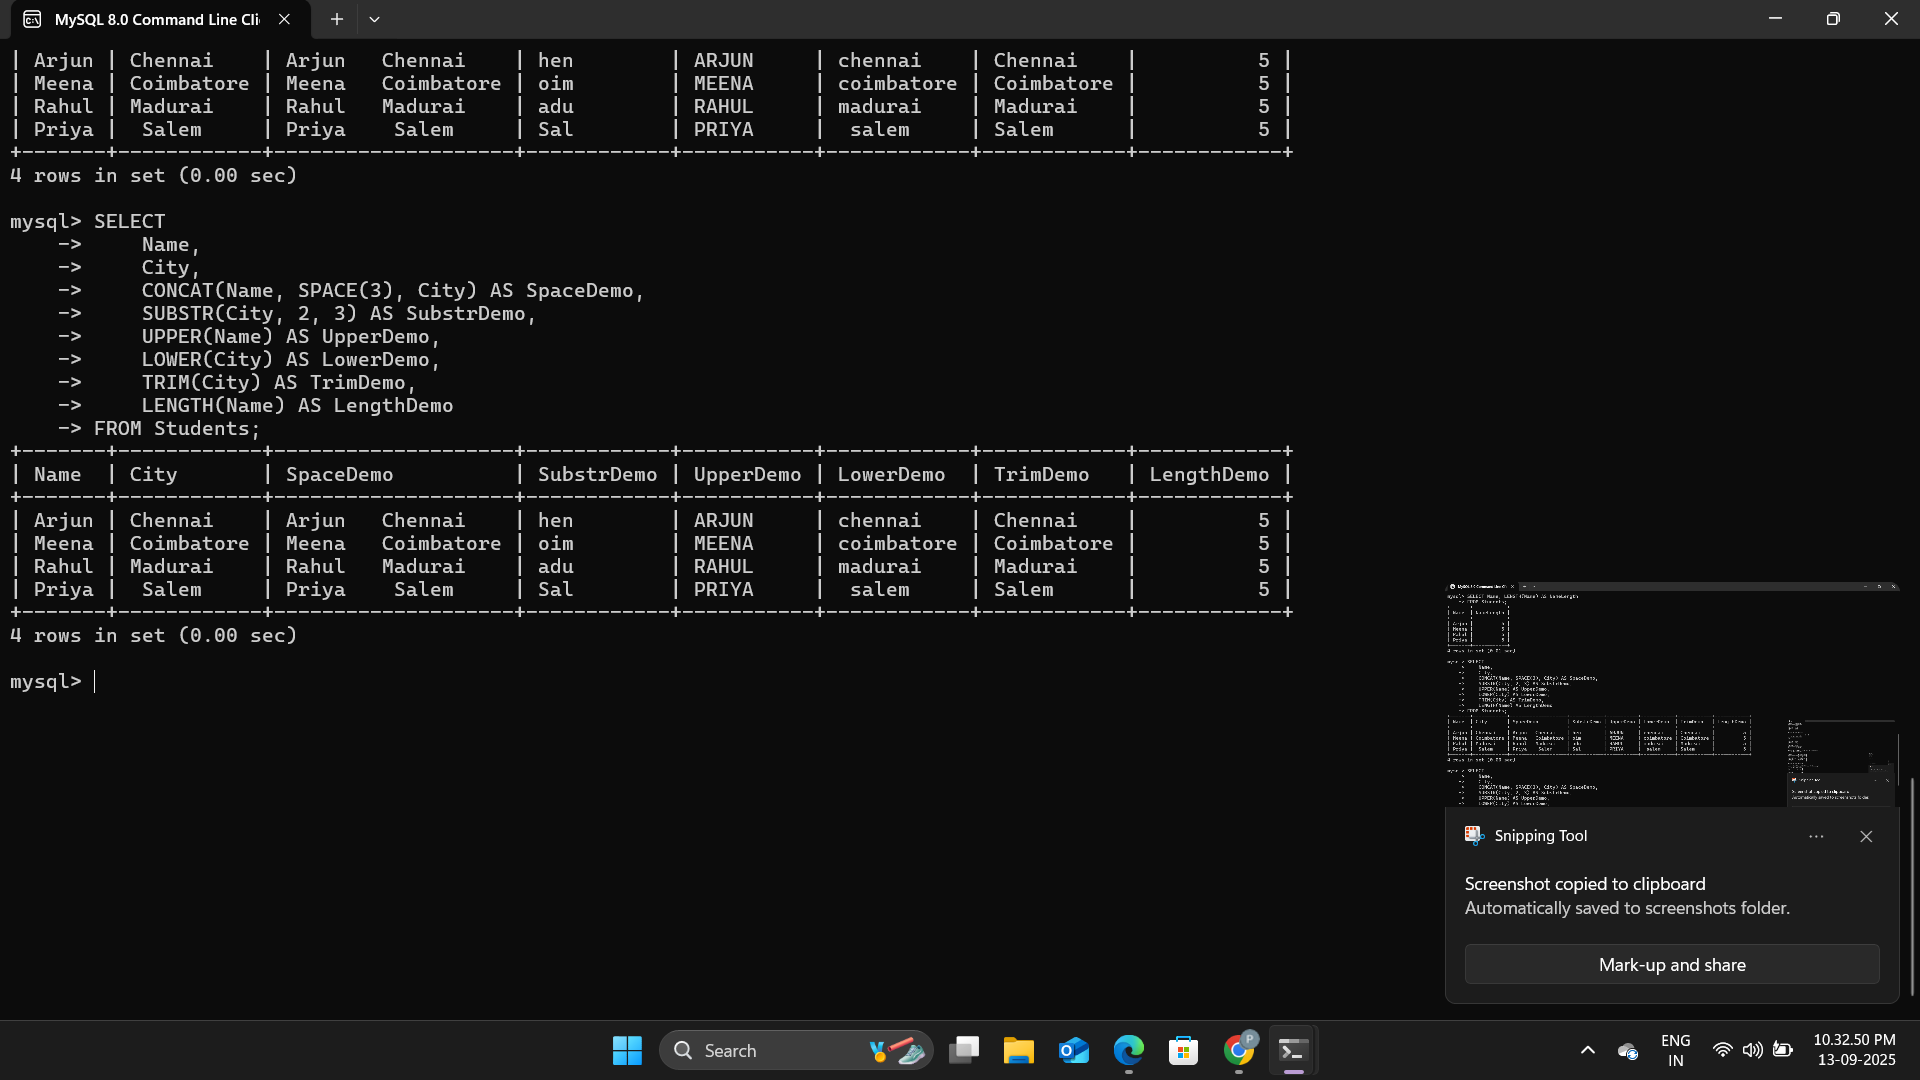 MySQL 8.0 Command Line Cli
| Arjun | Chennai    | Arjun   Chennai    | hen        | ARJUN     | chennai    | Chennai    |          5 |
| Meena | Coimbatore | Meena   Coimbatore | oim        | MEENA     | coimbatore | Coimbatore |          5 |
| Rahul | Madurai    | Rahul   Madurai    | adu        | RAHUL     | madurai    | Madurai    |          5 |
| Priya |  Salem     | Priya    Salem     | Sal        | PRIYA     |  salem     | Salem      |          5 |
+-------+------------+--------------------+------------+-----------+------------+------------+------------+
4 rows in set (0.00 sec)
mysql> SELECT
    ->     Name,
    ->     City,
    ->     CONCAT(Name, SPACE(3), City) AS SpaceDemo,
    ->     SUBSTR(City, 2, 3) AS SubstrDemo,
    ->     UPPER(Name) AS UpperDemo,
    ->     LOWER(City) AS LowerDemo,
    ->     TRIM(City) AS TrimDemo,
    ->     LENGTH(Name) AS LengthDemo
    -> FROM Students;
+-------+------------+--------------------+------------+-----------+------------+------------+------------+
| Name  | City       | SpaceDemo          | SubstrDemo | UpperDemo | LowerDemo  | TrimDemo   | LengthDemo |
+-------+------------+--------------------+------------+-----------+------------+------------+------------+
| Arjun | Chennai    | Arjun   Chennai    | hen        | ARJUN     | chennai    | Chennai    |          5 |
| Meena | Coimbatore | Meena   Coimbatore | oim        | MEENA     | coimbatore | Coimbatore |          5 |
| Rahul | Madurai    | Rahul   Madurai    | adu        | RAHUL     | madurai    | Madurai    |          5 |
| Priya |  Salem     | Priya    Salem     | Sal        | PRIYA     |  salem     | Salem      |          5 |
+-------+------------+--------------------+------------+-----------+------------+------------+------------+
4 rows in set (0.00 sec)
mysql>
Snipping Tool
Screenshot copied to clipboard
Automatically saved to screenshots folder.
Mark-up and share
Search
P
ENG
IN
10.32.50 PM
13-09-2025